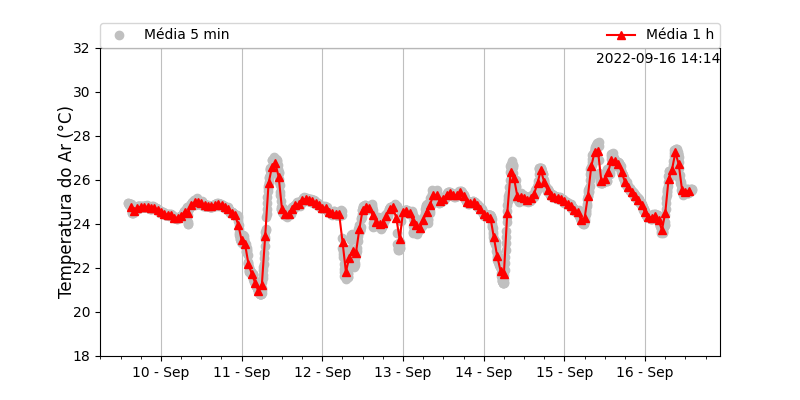 Média 5 min
Média 1 h
2022-09-16 14:14
Temperatura do Ar (°C)
32
30
28
26
24
22
20
18
10 - Sep
11 - Sep
12 - Sep
13 - Sep
14 - Sep
15 - Sep
16 - Sep